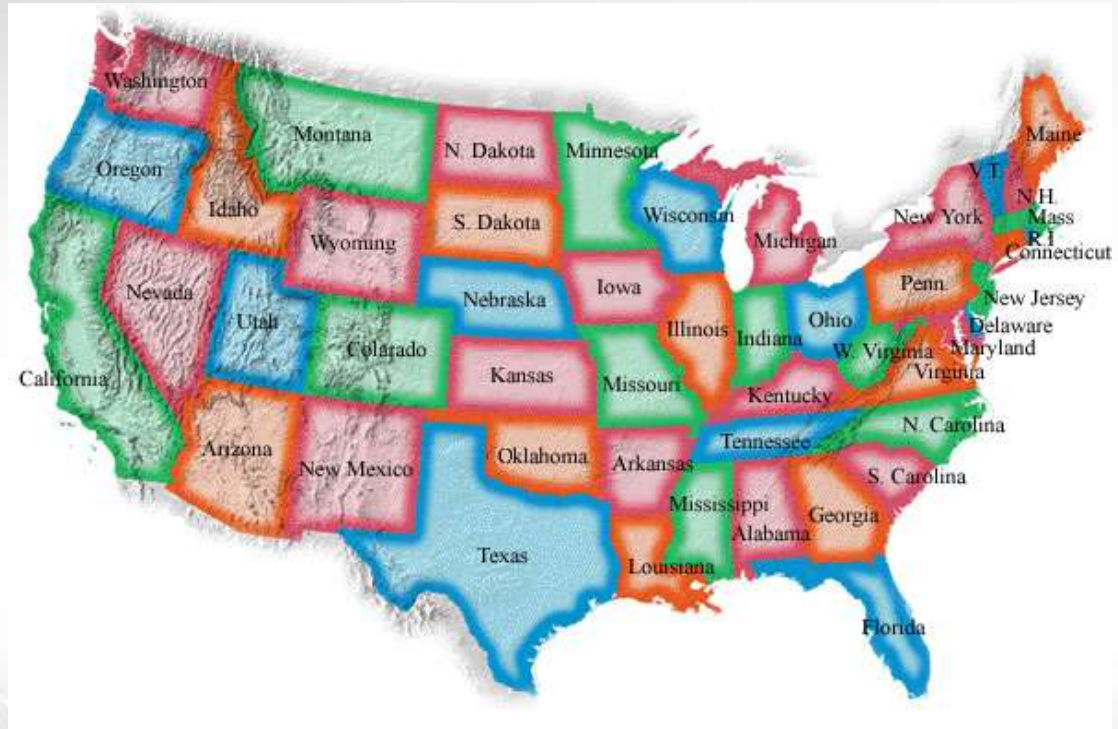 Washington
Montana
N. Dakota
Minnesota
Maine
Oregon
V.T.
N.H.
Idaho
Wyoming
S. Dakota
Wisconsin
Michigan
New York
Mass
R I
Connecticut
Nevada
Utah
Nebraska
Iowa
Illinois
Indiana
Ohio
Penn
New Jersey
Delaware
Maryland
W. Virginia
Virginia
California
Colarado
Kansas
Missouri
Kentucky
Arizona
New Mexico
Oklahoma
Arkansas
Tennessee
N. Carolina
S. Carolina
Mississippi
Alabama
Georgia
Texas
Louisiana
Florida